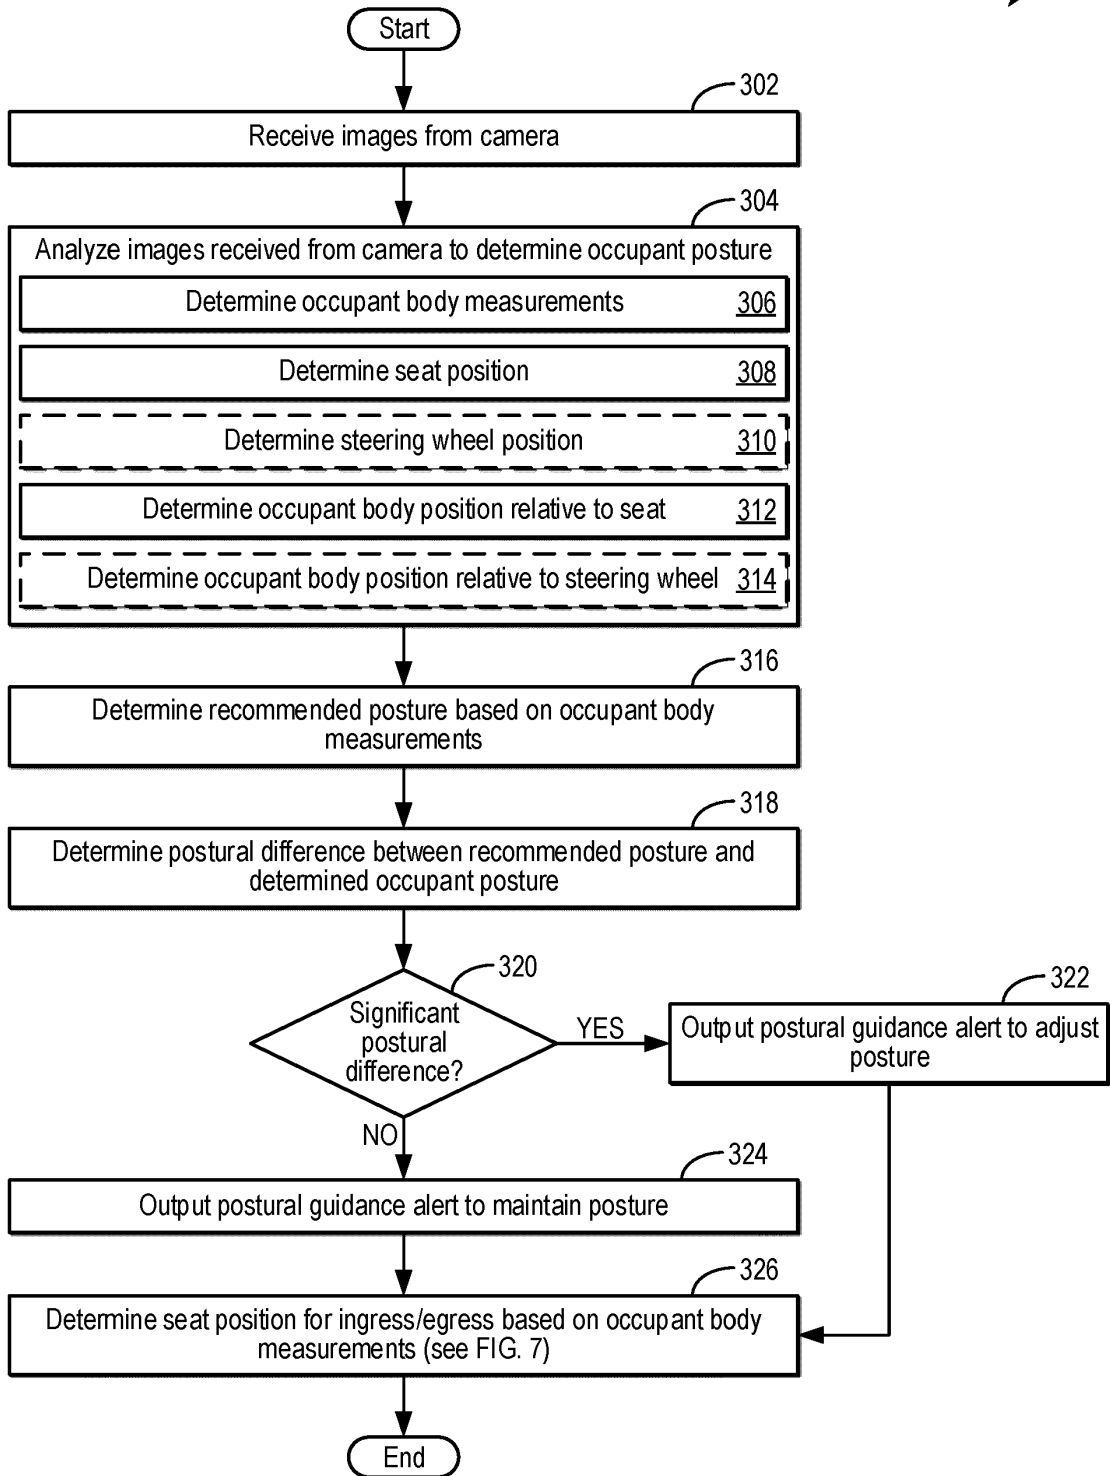 Start
302
Receive images from camera
304
Analyze images received from camera to determine occupant posture
Determine occupant body measurements 306
Determine seat position 308
Determine steering wheel position 310
Determine occupant body position relative to seat 312
Determine occupant body position relative to steering wheel 314
316
Determine recommended posture based on occupant body
measurements
318
Determine postural difference between recommended posture and
determined occupant posture
320
Significant
postural
difference?
YES
322
Output postural guidance alert to adjust
posture
NO
324
Output postural guidance alert to maintain posture
326
Determine seat position for ingress/egress based on occupant body
measurements (see FIG. 7)
End